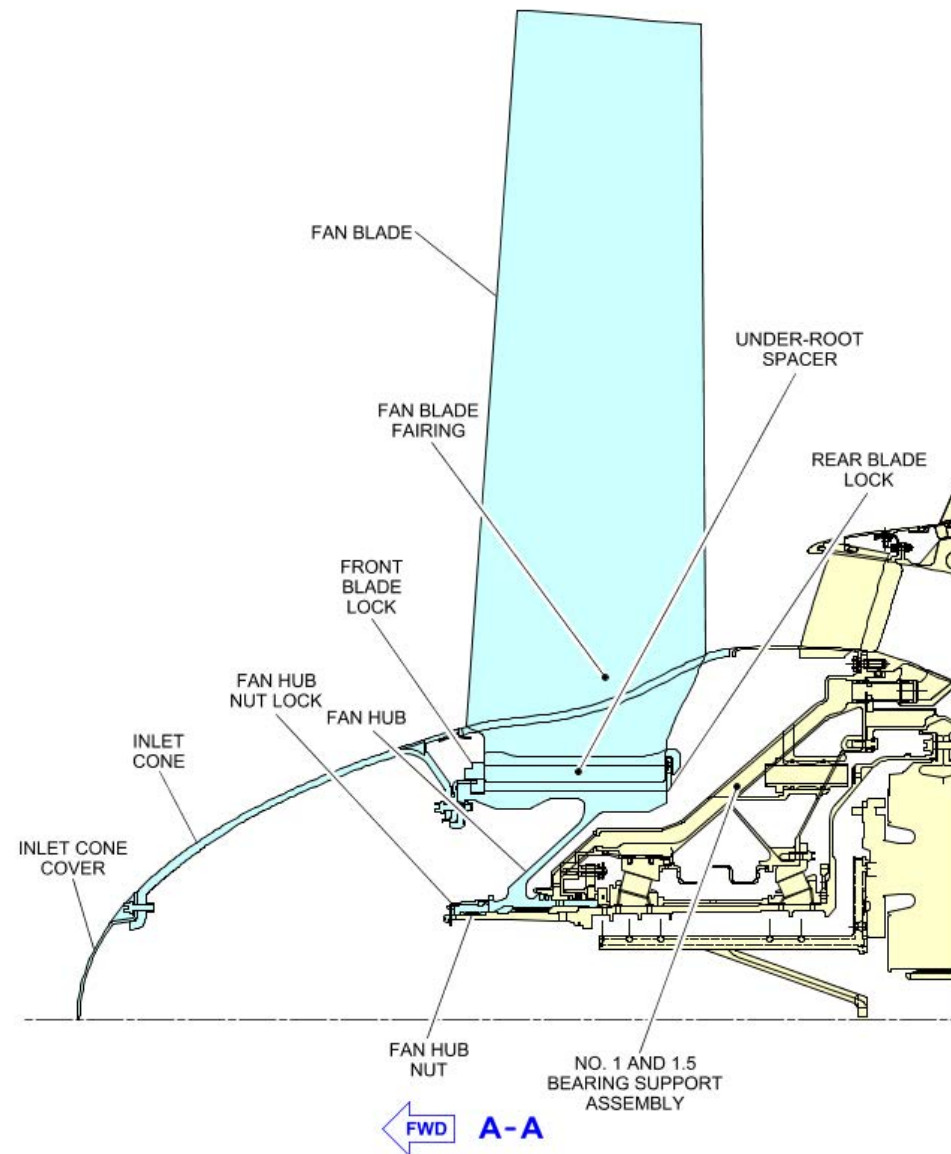 FAN BLADE
UNDER-ROOT
SPACER
FAN BLADE
FAIRING
REAR BLADE
LOCK
FRONT
BLADE
LOCK
FAN HUB
NUT LOCK
FAN HUB
INLET
CONE
INLET CONE
COVER
FAN HUB
NUT
NO. 1 AND 1.5
BEARING SUPPORT
ASSEMBLY
FWD
A-A